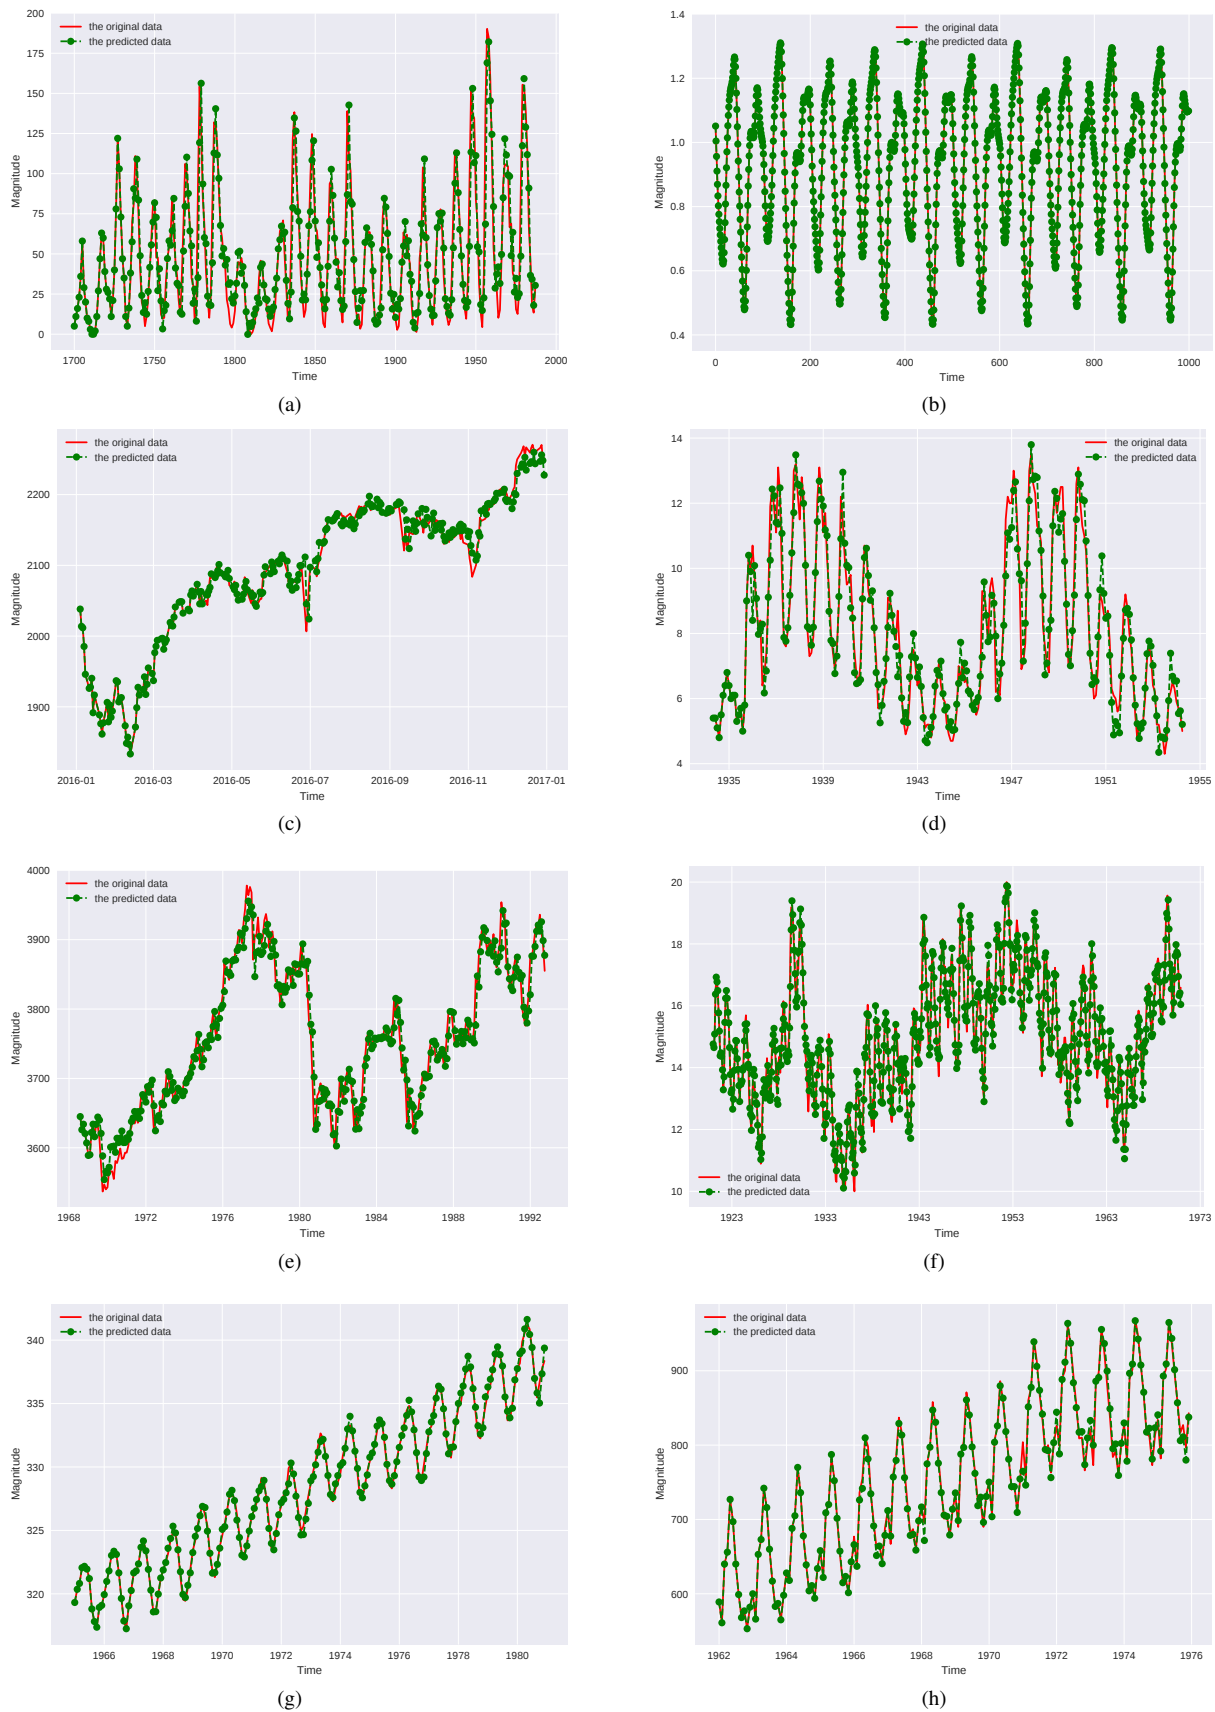 200
175
150
125
100
75
50
25
0
Magnitude
the original data
the predicted data
1700 1750 1800 1850 1900 1950 2000
Time
(a)
1.4
1.2
1.0
0.8
0.6
0.4
Magnitude
the original data
the predicted data
0 200 400 600 800 1000
Time
(b)
2200
2100
2000
1900
Magnitude
the original data
the predicted data
2016-01 2016-03 2016-05 2016-07 2016-09 2016-11 2017-01
Time
(c)
14
12
10
8
6
4
Magnitude
the original data
the predicted data
1935 1939 1943 1947 1951 1955
Time
(d)
4000
3900
3800
3700
3600
Magnitude
the original data
the predicted data
1968 1972 1976 1980 1984 1988 1992
Time
(e)
20
18
16
14
12
10
Magnitude
the original data
the predicted data
1923 1933 1943 1953 1963 1973
Time
(f)
340
335
330
325
320
Magnitude
the original data
the predicted data
1966 1968 1970 1972 1974 1976 1978 1980
Time
(g)
900
800
700
600
Magnitude
the original data
the predicted data
1962 1964 1966 1968 1970 1972 1974 1976
Time
(h)